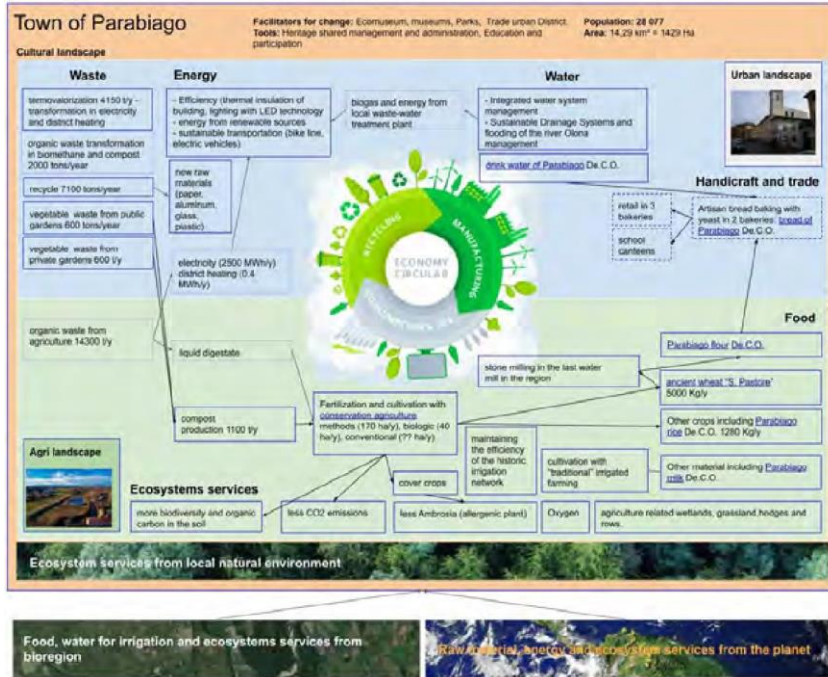 Town of Parabiago
Facilitators for change: Ecomuseum, museums, Parks, Trade urban District.
Tools: Heritage shared management and administration, Education and
participation
Population: 28 077
Area: 14,29 km² = 1429 Ha
Cultural landscape
Waste
termovalorization 4150 t/y -
transformation in electricity
and district heating
organic waste transformation
in biomethane and compost
2000 tons/year
recycle 7100 tons/year
vegetable waste from public
gardens 600 tons/year
vegetable waste from
private gardens 600 t/y
organic waste from
agriculture 14300 t/y
Energy
- Efficiency (thermal insulation of
building, lighting with LED technology
- energy from renewable sources
- sustainable transportation (bike line,
electric vehicles)
new raw
materials
(paper,
aluminum,
glass,
plastic)
electricity (2500 MWh/y)
district heating (0.4
MWh/y)
liquid digestate
compost
production 1100 t/y
biogas and energy from
local waste-water
treatment plant
Water
- Integrated water system
management
- Sustainable Drainage Systems and
flooding of the river Olona
management
drink water of Parabiago De.C.O.
Urban landscape
Handicraft and trade
retail in 3
bakeries
school
canteens
Artisan bread baking with
yeast in 2 bakeries: bread of
Parabiago De.C.O.
RECYCLING
MANUFACTURING
ECONOMY
CIRCULAR
Food
Parabiago flour De.C.O.
stone milling in the last water
mill in the region
ancient wheat "S. Pastore"
5000 Kg/y
Fertilization and cultivation with
conservation agriculture
methods (170 ha/y), biologic (40
ha/y), conventional (?? ha/y)
Other crops including Parabiago
rice De.C.O. 1280 Kg/y
maintaining
the efficiency
of the historic
irrigation
network
cultivation with
"traditional" irrigated
farming
Other material including Parabiago
milk De.C.O.
Agri landscape
Ecosystems services
cover crops
more biodiversity and organic
carbon in the soil
less CO2 emissions
less Ambrosia (allergenic plant)
Oxygen
agriculture related wetlands, grassland,hedges and
rows.
Ecosystem services from local natural environment
Food, water for irrigation and ecosystems services from
bioregion
Raw material, energy and ecosystem services from the planet